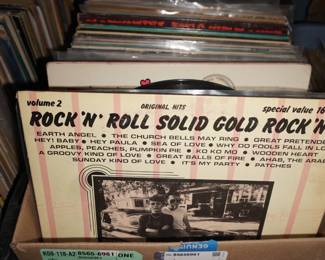 volume 2
ORIGINAL HITS
special value 16
ROCK 'N' ROLL SOLID GOLD ROCK 'N
EARTH ANGEL • THE CHURCH BELLS MAY RING • GREAT PRETENDE
HEY! BABY • HEY PAULA • SEA OF LOVE • WHY DO FOOLS FALL IN LO
APPLES, PEACHES, PUMPKIN PIE • KO KO MO • WOODEN HEART
A GROOVY KIND OF LOVE • GREAT BALLS OF FIRE • AHAB, THE ARAB
SUNDAY KIND OF LOVE • IT'S MY PARTY • PATCHES
ONE